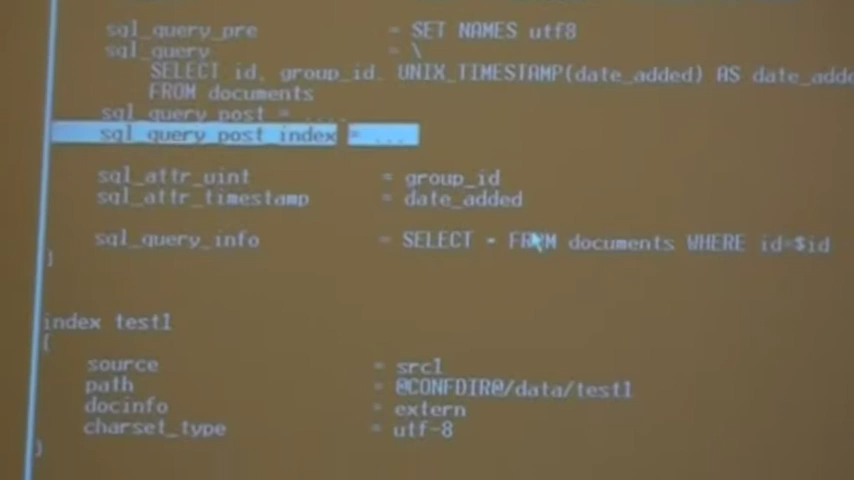 sql_query_pre = SET NAMES utf8
sql_query = \
SELECT id, group_id, UNIX_TIMESTAMP(date_added) AS date_adde
FROM documents
sql_query_post = ....
sql_query_post_index = ...
sql_attr_uint = group_id
sql_attr_timestamp = date_added
sql_query_info = SELECT * FROM documents WHERE id=$id
}
index test1
{
source = src1
path = @CONFDIR@/data/test1
docinfo = extern
charset_type = utf-8
}